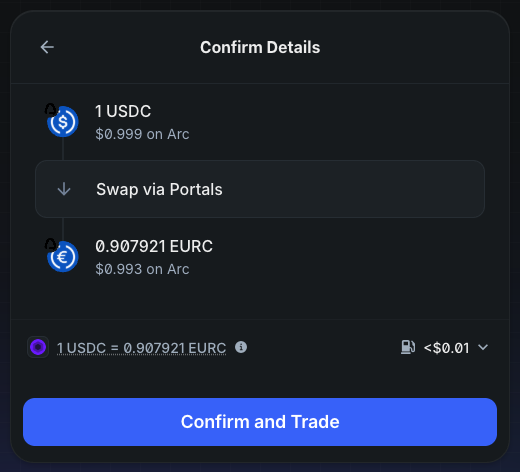 Confirm Details
1 USDC
$0.999 on Arc
Swap via Portals
0.907921 EURC
$0.993 on Arc
1 USDC = 0.907921 EURC
<$0.01
Confirm and Trade